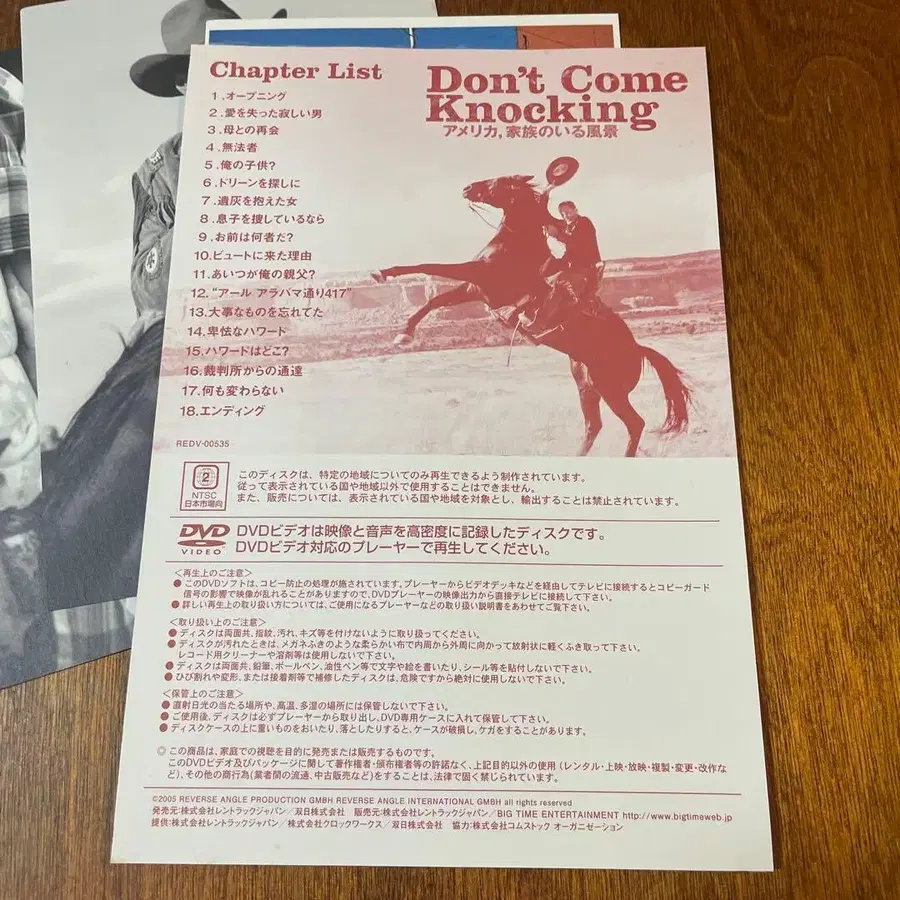 Chapter List
1.オープニング
2.愛を失った寂しい男
3.母との再会
4.無法者
5.俺の子供?
6.ドリーンを探しに
7.遺灰を抱えた女
8.息子を捜しているなら
9.お前は何者だ?
10.ビュートに来た理由
11.あいつが俺の親父?
12."アール アラバマ通り417"
13.大事なものを忘れてた
14.卑怯なハワード
15.ハワードはどこ?
16.裁判所からの通達
17.何も変わらない
18.エンディング
REDV-00535
Don't Come
Knocking
アメリカ,家族のいる風景
2
NTSC
日本市場向
このディスクは、特定の地域についてのみ再生できるよう制作されています。
従って表示されている国や地域以外で使用することはできません。
また、販売については、表示されている国や地域を対象とし、輸出することは禁止されています。
DVD
VIDEO
DVDビデオは映像と音声を高密度に記録したディスクです。
DVDビデオ対応のプレーヤーで再生してください。
<再生上のご注意>
●このDVDソフトは、コピー防止の処理が施されています。プレーヤーからビデオデッキなどを経由してテレビに接続するとコピーガード
信号の影響で映像が乱れることがありますので、DVDプレーヤーの映像出力から直接テレビに接続して下さい。
●詳しい再生上の取り扱い方については、ご使用になるプレーヤーなどの取り扱い説明書をあわせてご覧下さい。
<取り扱い上のご注意>
●ディスクは両面共、指紋、汚れ、キズ等を付けないように取り扱ってください。
●ディスクが汚れたときは、メガネふきのような柔らかい布で内周から外周に向かって放射状に軽くふき取って下さい。
レコード用クリーナーや溶剤等は使用しないで下さい。
●ディスクは両面共、鉛筆、ボールペン、油性ペン等で文字や絵を書いたり、シール等を貼付しないで下さい。
●ひび割れや変形、または接着剤等で補修したディスクは、危険ですから絶対に使用しないで下さい。
<保管上のご注意>
●直射日光の当たる場所や、高温、多湿の場所には保管しないで下さい。
●ご使用後、ディスクは必ずプレーヤーから取り出し、DVD専用ケースに入れて保管して下さい。
●ディスクケースの上に重いものをおいたり、落としたりすると、ケースが破損し、ケガをすることがあります。
◎この商品は、家庭での視聴を目的に発売または販売するものです。
このDVDビデオ及びパッケージに関して著作権者・頒布権者等の許諾なく、上記目的以外の使用(レンタル・上映・放映・複製・変更・改作な
ど)、その他の商行為(業者間の流通、中古販売など)をすることは、法律で固く禁じられています。
©2005 REVERSE ANGLE PRODUCTION GMBH REVERSE ANGLE INTERNATIONAL GMBH all rights reserved
発売元:株式会社レントラックジャパン/双日株式会社 販売元:株式会社レントラックジャパン/BIG TIME ENTERTAINMENT http://www.bigtimeweb.jp
提供:株式会社レントラックジャパン/株式会社クロックワークス/双日株式会社 協力:株式会社コムストック オーガニゼーション